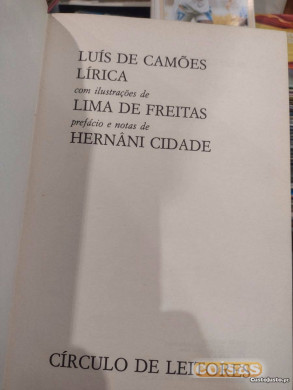 LUÍS DE CAMÕES
LÍRICA
com ilustrações de
LIMA DE FREITAS
prefácio e notas de
HERNÂNI CIDADE
CÍRCULO DE LEITORES